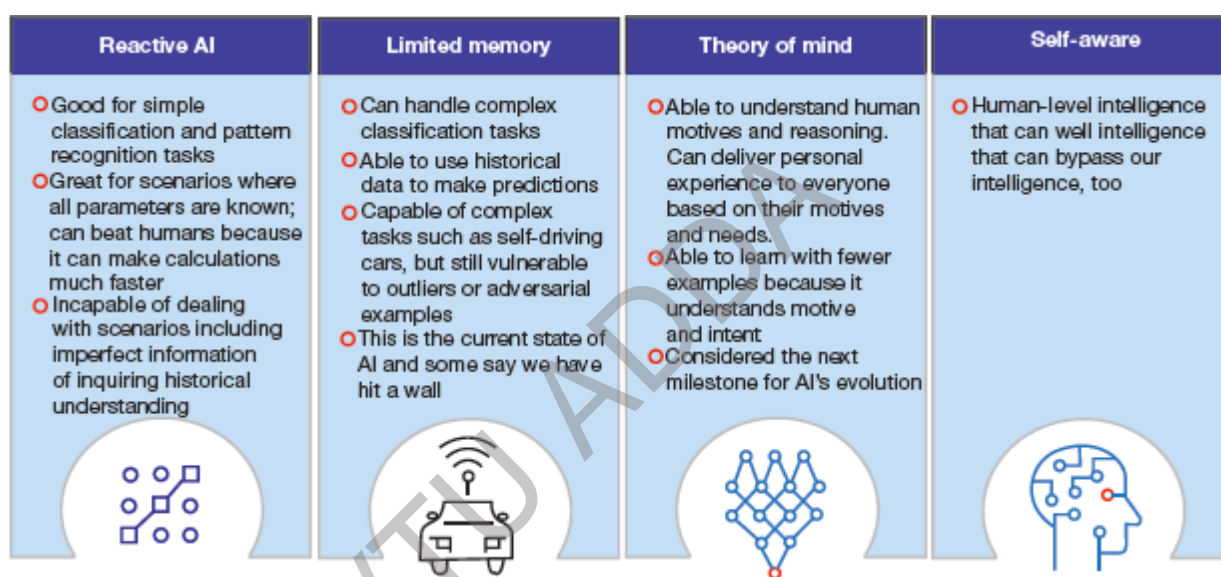 Reactive AI
Good for simple
classification and pattern
recognition tasks
Great for scenarios where
all parameters are known;
can beat humans because
it can make calculations
much faster
Incapable of dealing
with scenarios including
imperfect information
of inquiring historical
understanding
Limited memory
Can handle complex
classification tasks
Able to use historical
data to make predictions
Capable of complex
tasks such as self-driving
cars, but still vulnerable
to outliers or adversarial
examples
This is the current state of
AI and some say we have
hit a wall
Theory of mind
Able to understand human
motives and reasoning.
Can deliver personal
experience to everyone
based on their motives
and needs.
Able to learn with fewer
examples because it
understands motive
and intent
Considered the next
milestone for AI's evolution
Self-aware
Human-level intelligence
that can well intelligence
that can bypass our
intelligence, too
KTU ADDA